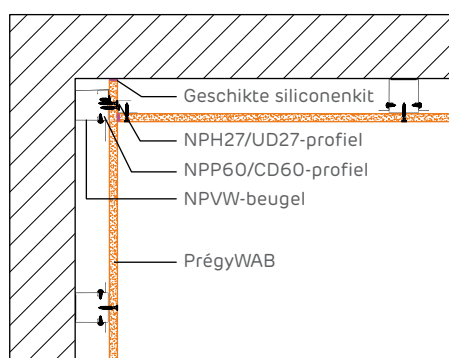 Geschikte siliconenkit
NPH27/UD27-profiel
NPP60/CD60-profiel
NPVW-beugel
PrégyWAB